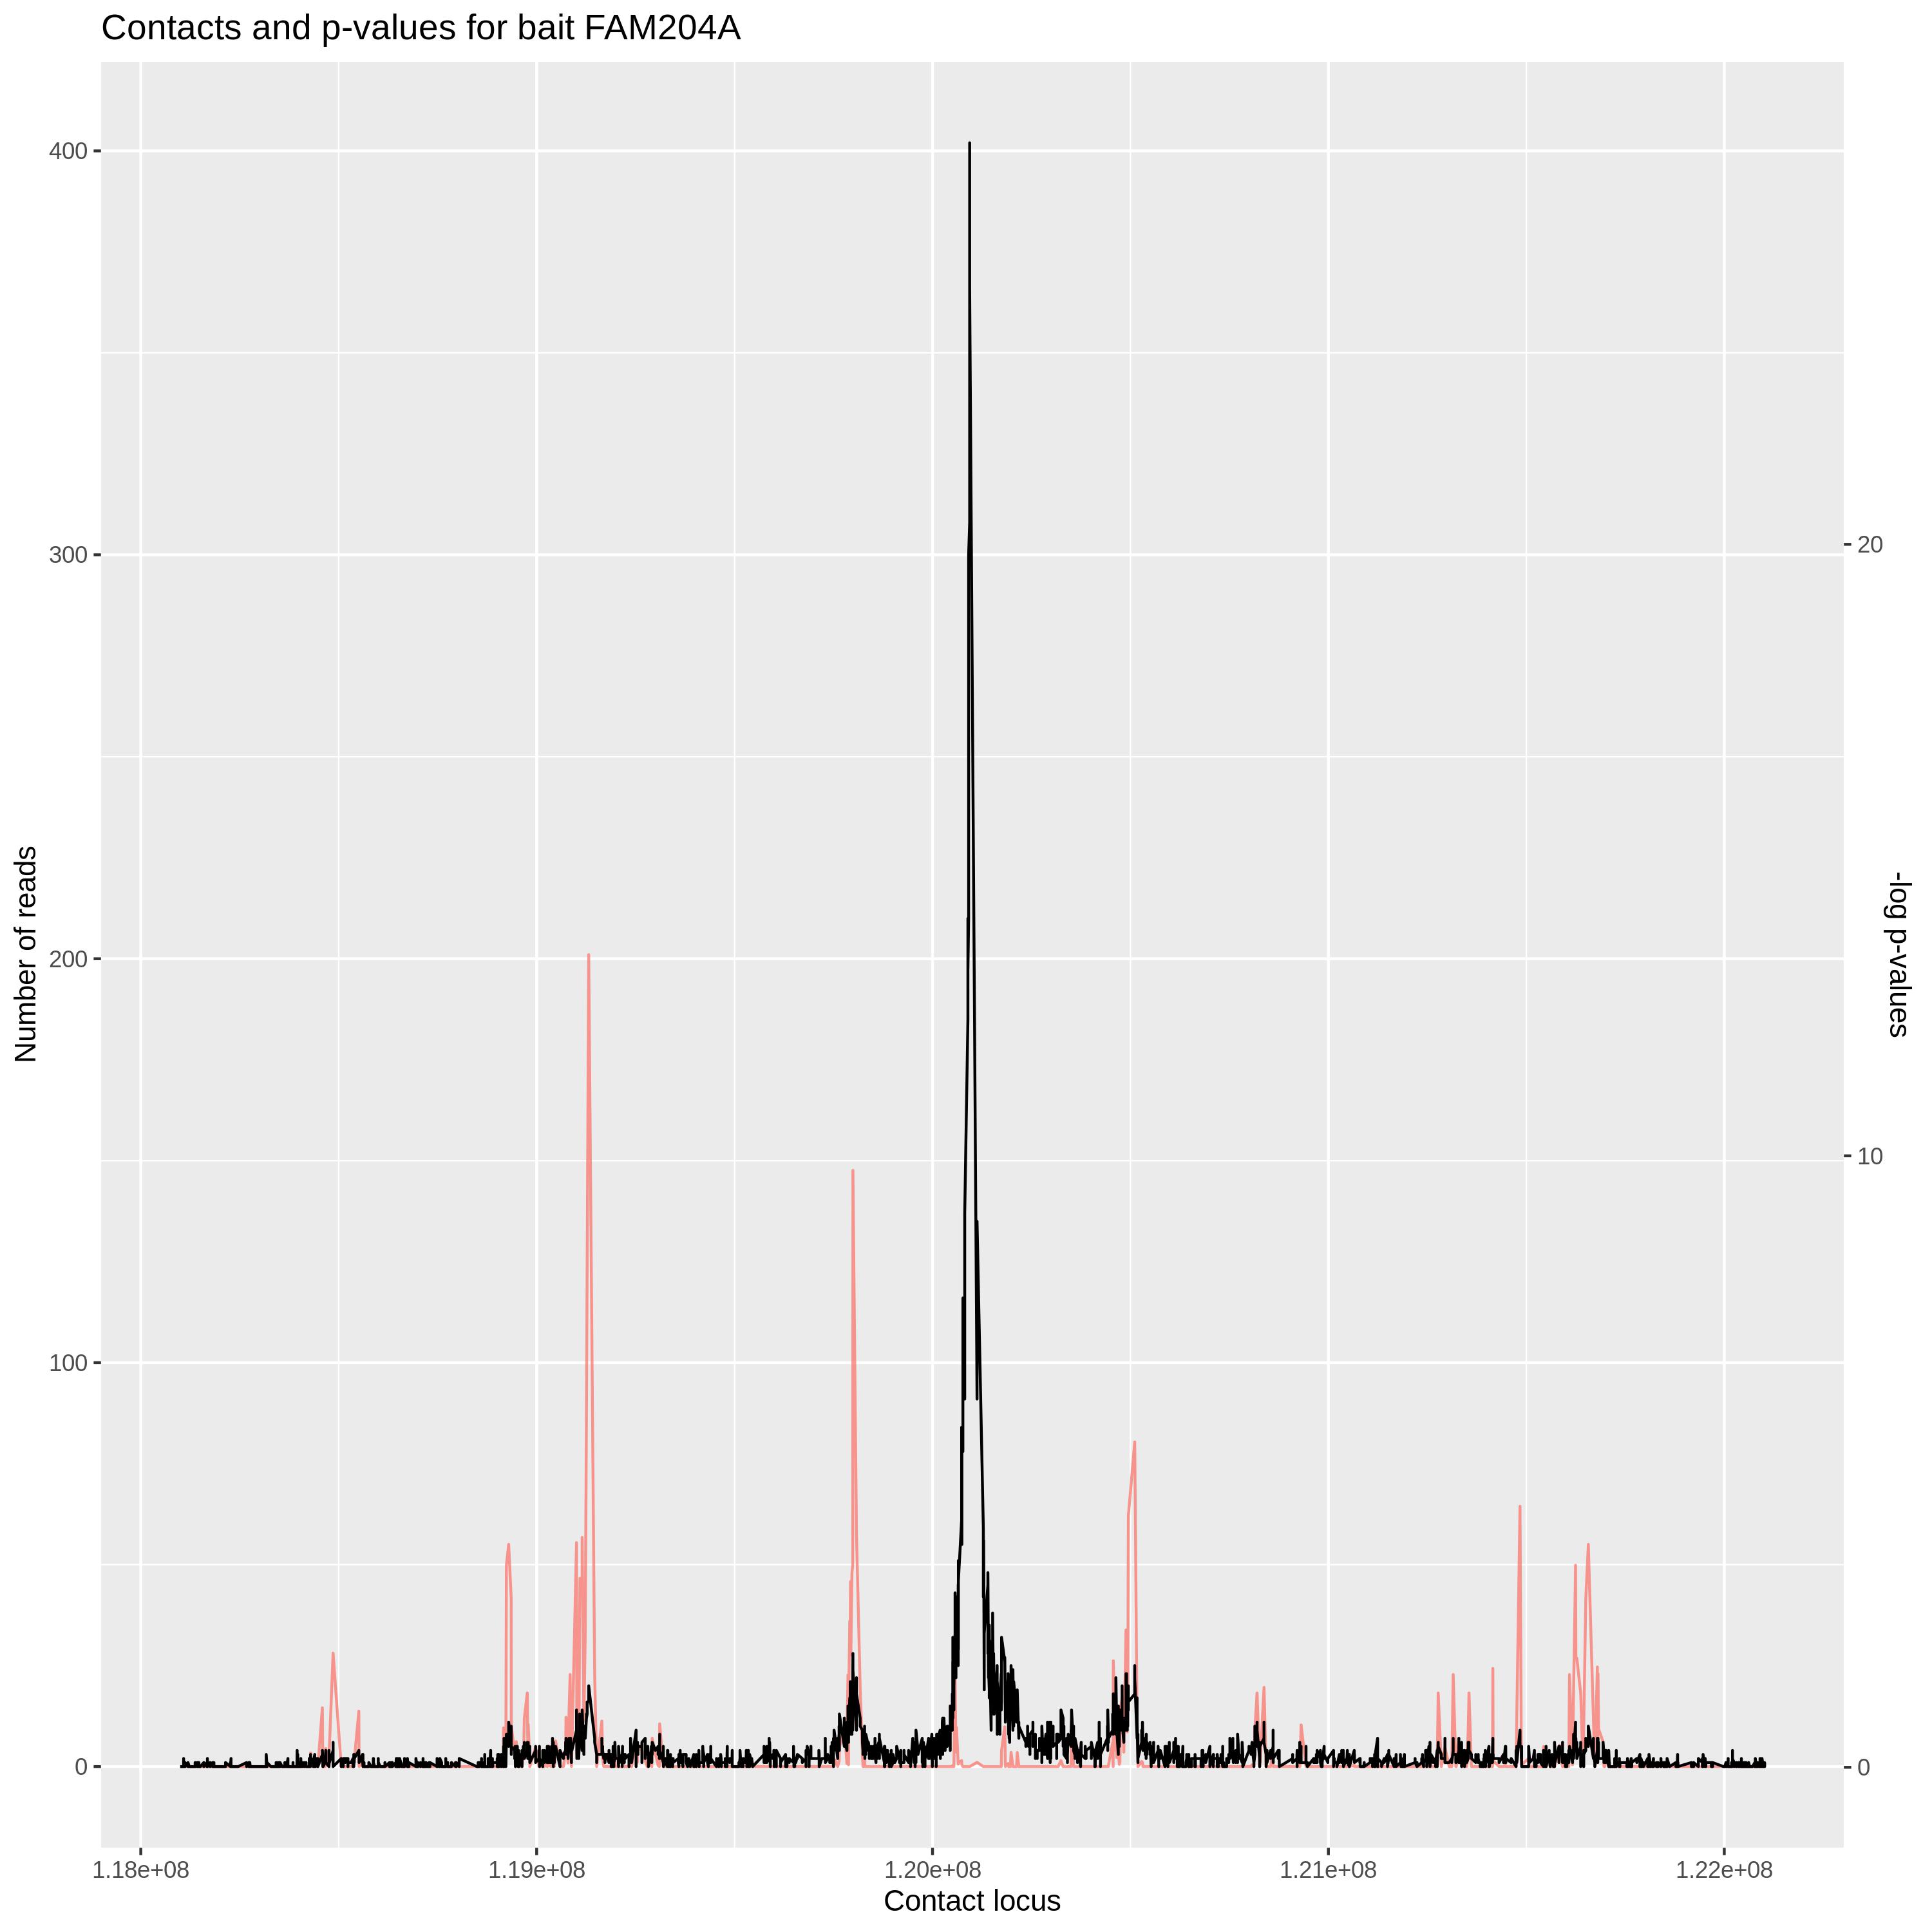 Contacts and p-values for bait FAM204A
400
300
200
100
0
20
10
0
Number of reads
-log p-values
1.18e+08
1.19e+08
1.20e+08
1.21e+08
1.22e+08
Contact locus